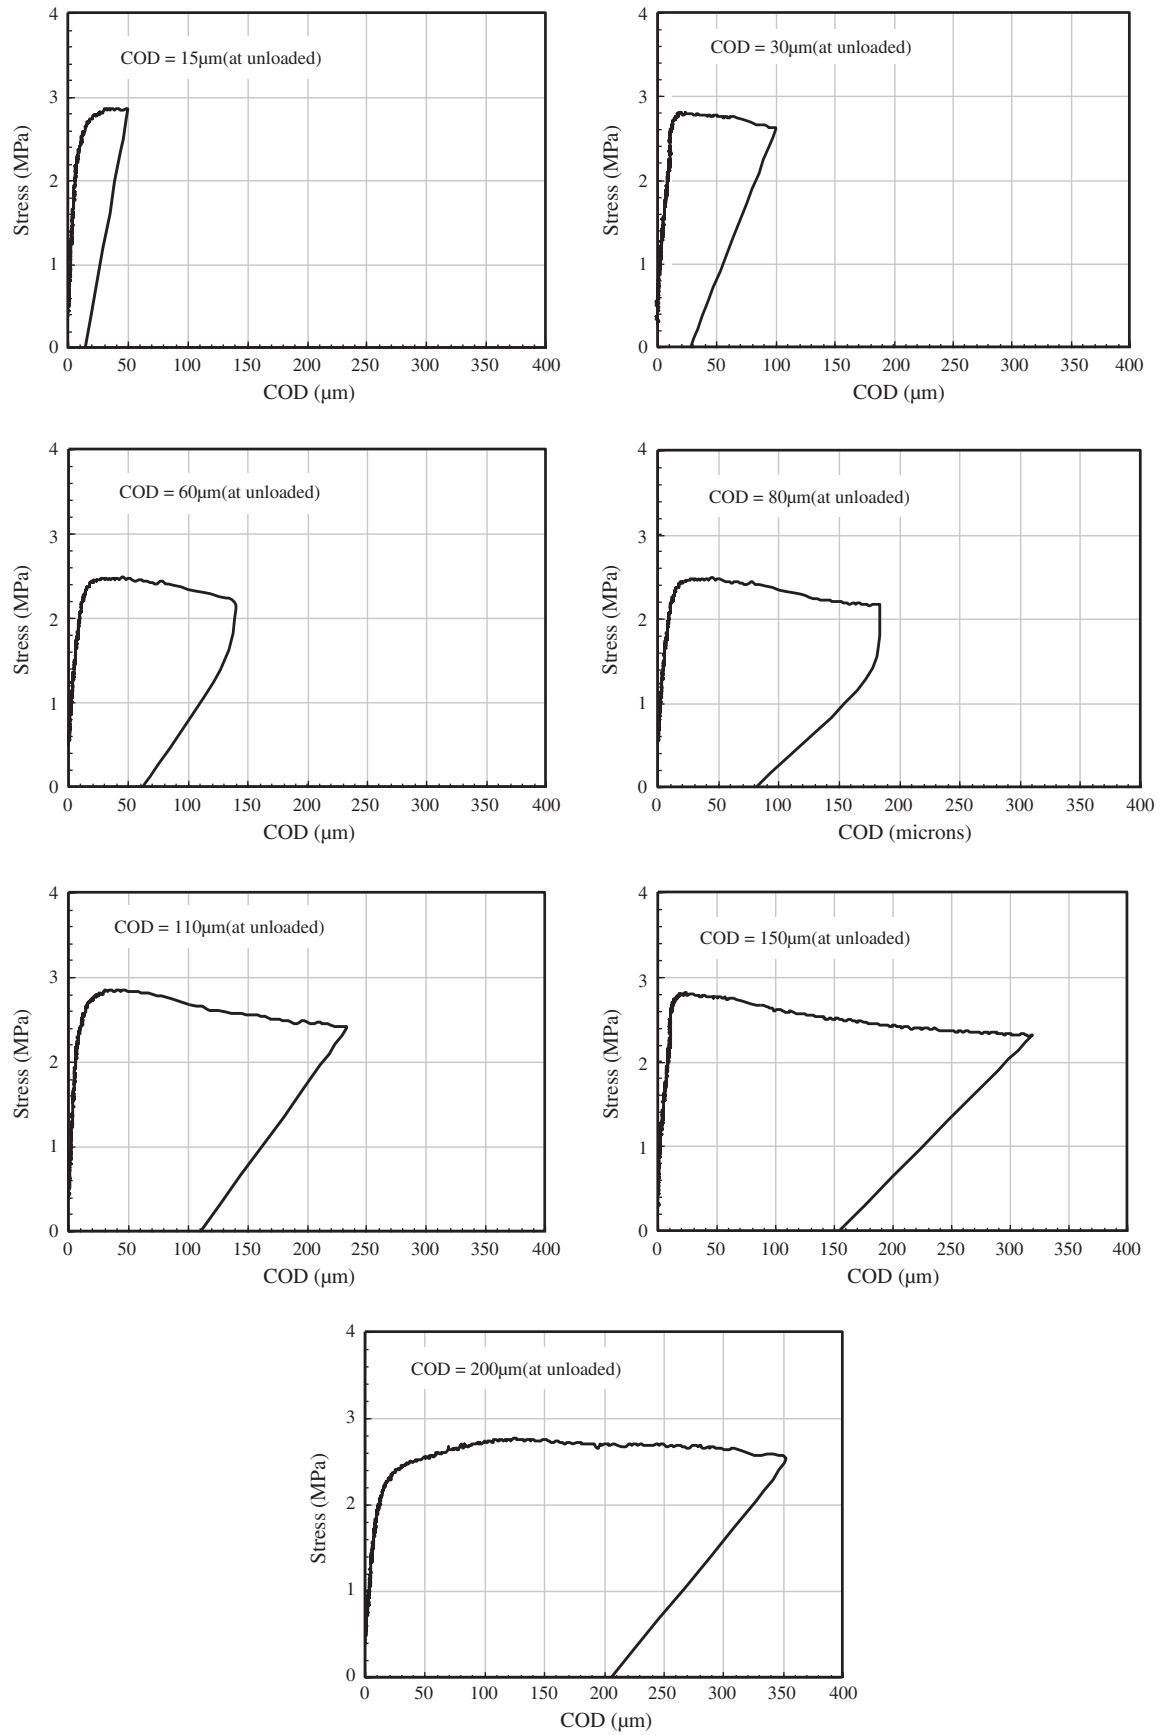 COD = 15µm(at unloaded)
Stress (MPa)
4
3
2
1
0
0 50 100 150 200 250 300 350 400
COD (µm)
COD = 30µm(at unloaded)
Stress (MPa)
4
3
2
1
0
0 50 100 150 200 250 300 350 400
COD (µm)
COD = 60µm(at unloaded)
Stress (MPa)
4
3
2
1
0
0 50 100 150 200 250 300 350 400
COD (µm)
COD = 80µm(at unloaded)
Stress (MPa)
4
3
2
1
0
0 50 100 150 200 250 300 350 400
COD (microns)
COD = 110µm(at unloaded)
Stress (MPa)
4
3
2
1
0
0 50 100 150 200 250 300 350 400
COD (µm)
COD = 150µm(at unloaded)
Stress (MPa)
4
3
2
1
0
0 50 100 150 200 250 300 350 400
COD (µm)
COD = 200µm(at unloaded)
Stress (MPa)
4
3
2
1
0
0 50 100 150 200 250 300 350 400
COD (µm)